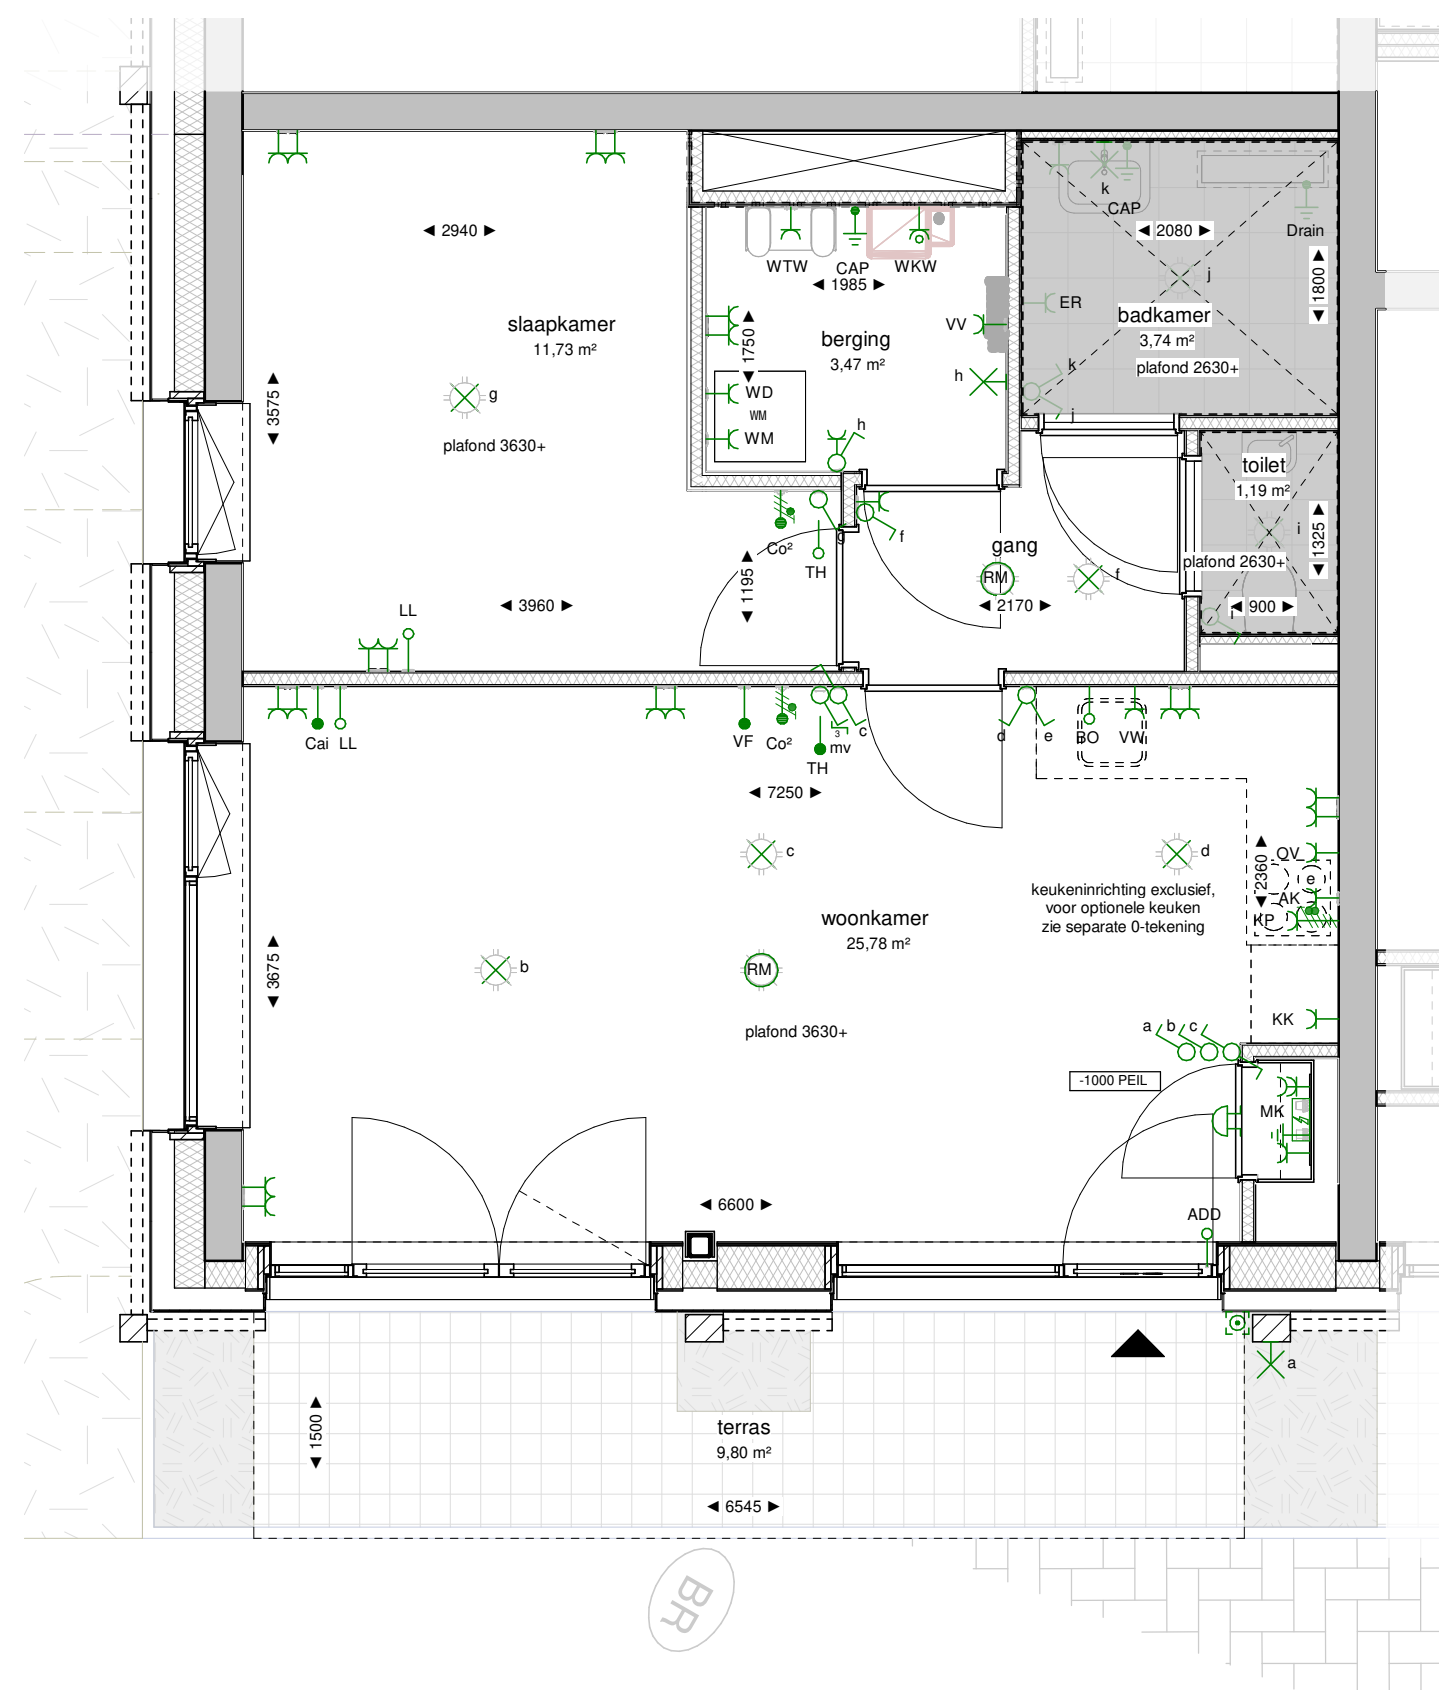 k
CAP
◄ 2940 ►
◄ 2080 ►
Drain
WTW
CAP
WKW
◄ 1985 ►
j
◄ 1800 ►
ER
badkamer
3,74 m²
plafond 2630+
slaapkamer
11,73 m²
◄ 1750 ►
VV
berging
3,47 m²
h
k
j
◄ 3575 ►
g
WD
WM
WM
plafond 3630+
h
toilet
1,19 m²
i
◄ 1325 ►
plafond 2630+
◄ 900 ►
i
g
f
Co²
TH
gang
RM
f
◄ 2170 ►
◄ 1195 ►
◄ 3960 ►
LL
Cai
LL
VF
Co²
3
mv
c
TH
d
e
BO
VW
◄ 7250 ►
c
d
OV
◄ 2360 ►
e
AK
KP
keukeninrichting exclusief,
voor optionele keuken
zie separate 0-tekening
woonkamer
25,78 m²
◄ 3675 ►
b
RM
plafond 3630+
KK
a
b
c
-1000 PEIL
MK
◄ 6600 ►
ADD
a
◄ 1500 ►
terras
9,80 m²
◄ 6545 ►
BR